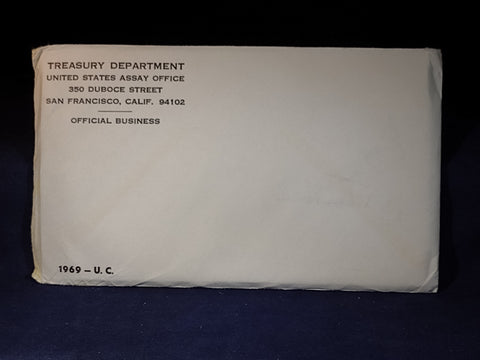 TREASURY DEPARTMENT
UNITED STATES ASSAY OFFICE
350 DUBOCE STREET
SAN FRANCISCO, CALIF. 94102
OFFICIAL BUSINESS
1969 – U. C.